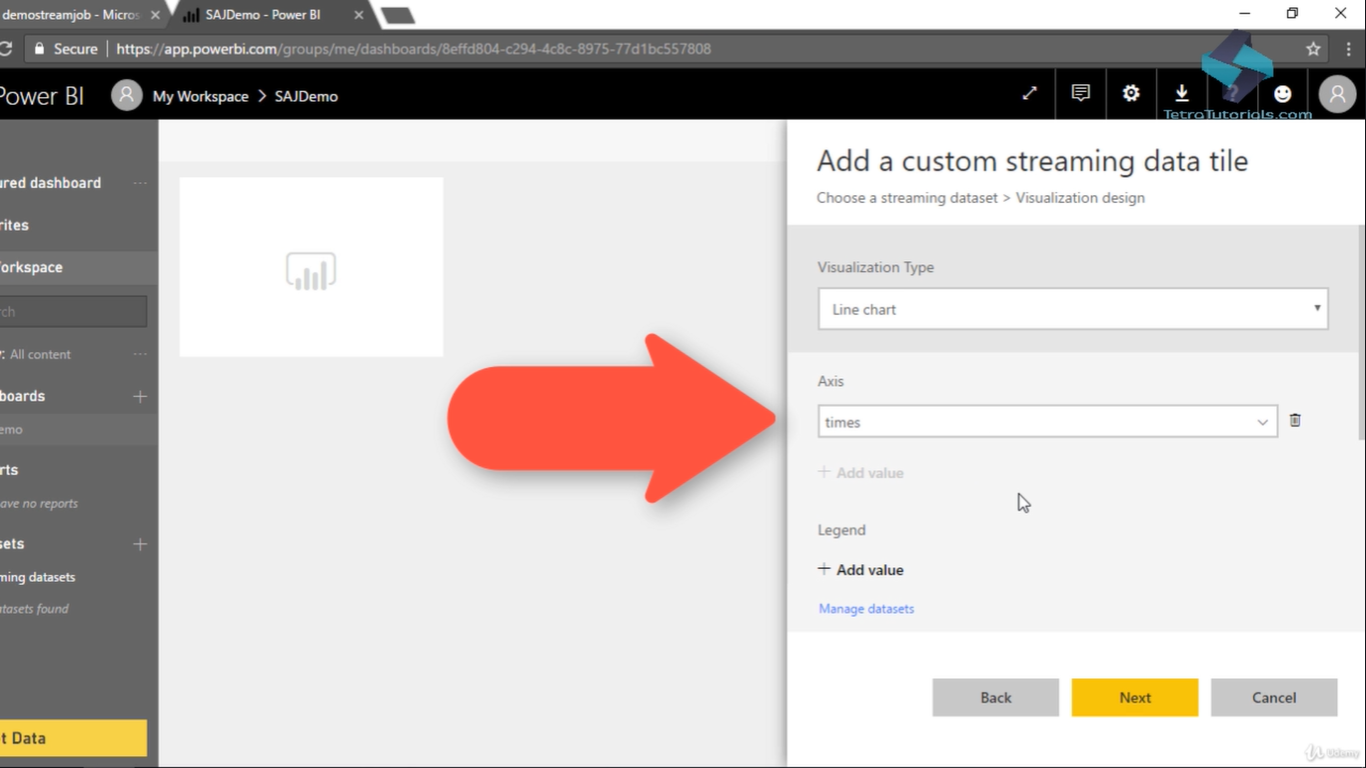 demostreamjob - Micros
SAJDemo - Power BI
Secure
https://app.powerbi.com/groups/me/dashboards/8effd804-c294-4c8c-8975-77d1bc557808
Power BI
My Workspace > SAJDemo
TetraTutorials.com
ured dashboard
rites
orkspace
rch
: All content
boards
emo
rts
ave no reports
sets
ming datasets
tasets found
t Data
Add a custom streaming data tile
Choose a streaming dataset > Visualization design
Visualization Type
Line chart
Axis
times
+ Add value
Legend
+ Add value
Manage datasets
Back
Next
Cancel
Udemy